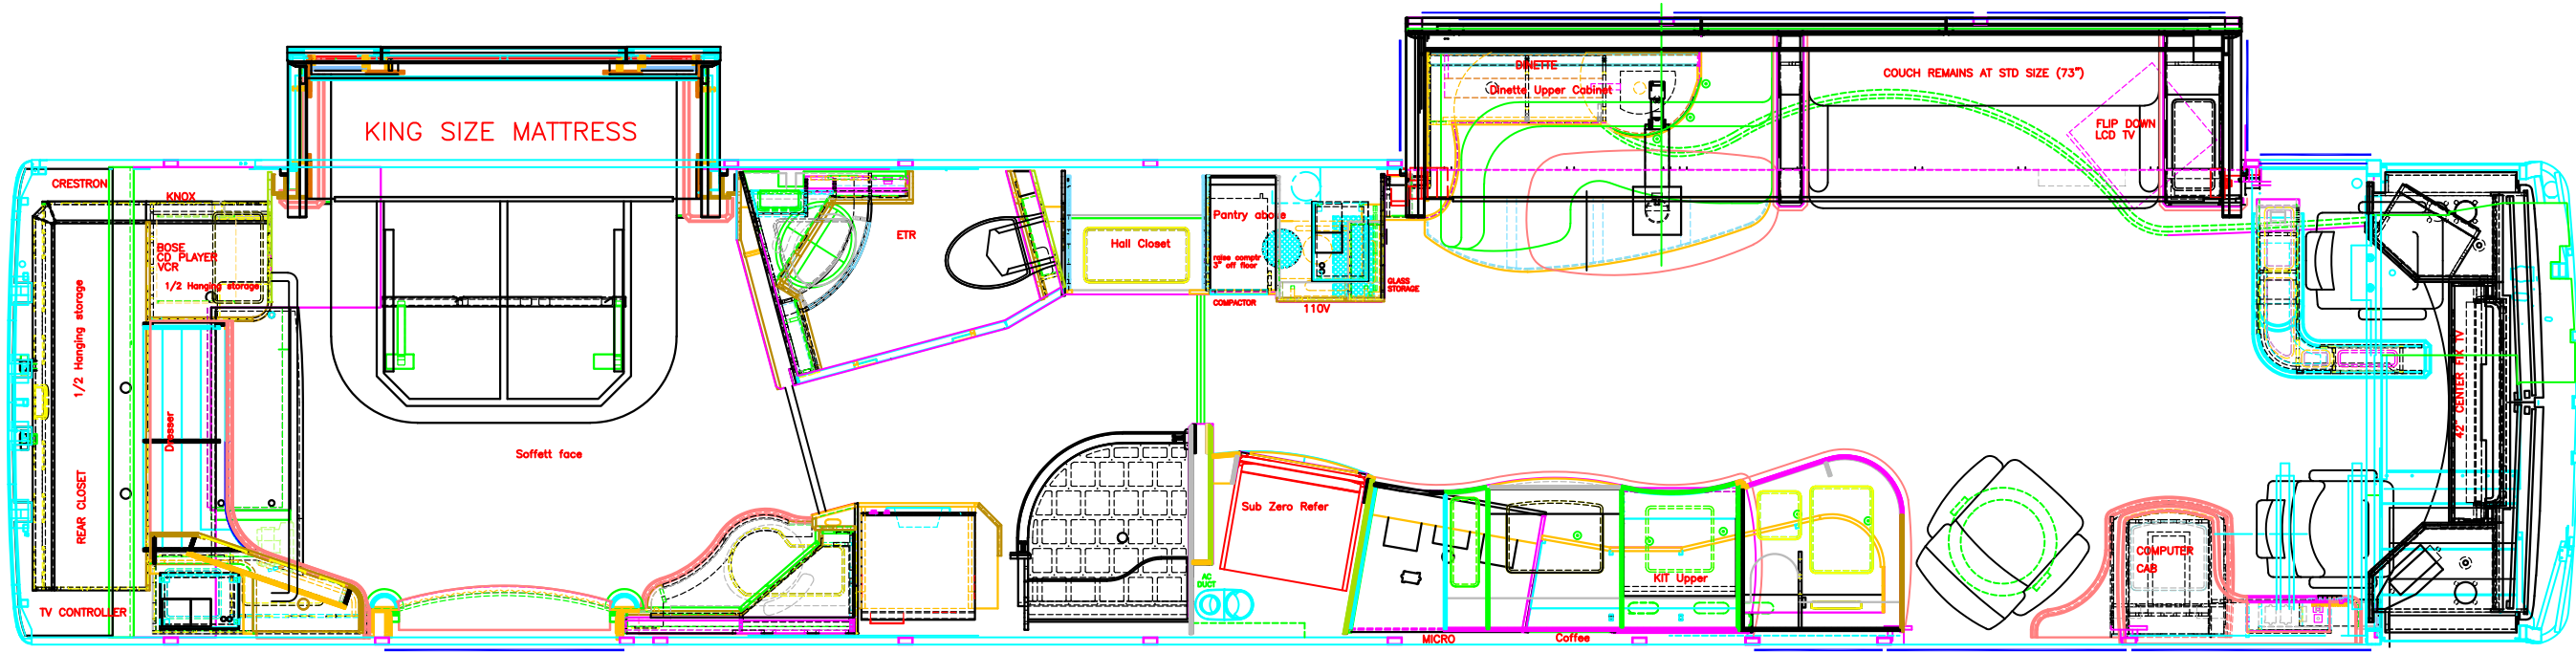 CRESTRON
KNOX
BOSE
CD PLAYER
VCR
1/2 Hanging storage
1/2 Hanging storage
REAR CLOSET
Dresser
TV CONTROLLER
KING SIZE MATTRESS
Soffett face
ETR
Hall Closet
Pantry above
raise comptr
3" off floor
COMPACTOR
110V
GLASS
STORAGE
AC
DUCT
Sub Zero Refer
MICRO
Coffee
KIT Upper
DINETTE
Dinette Upper Cabinet
COUCH REMAINS AT STD SIZE (73")
FLIP DOWN
LCD TV
42" CENTER FIX TV
COMPUTER
CAB